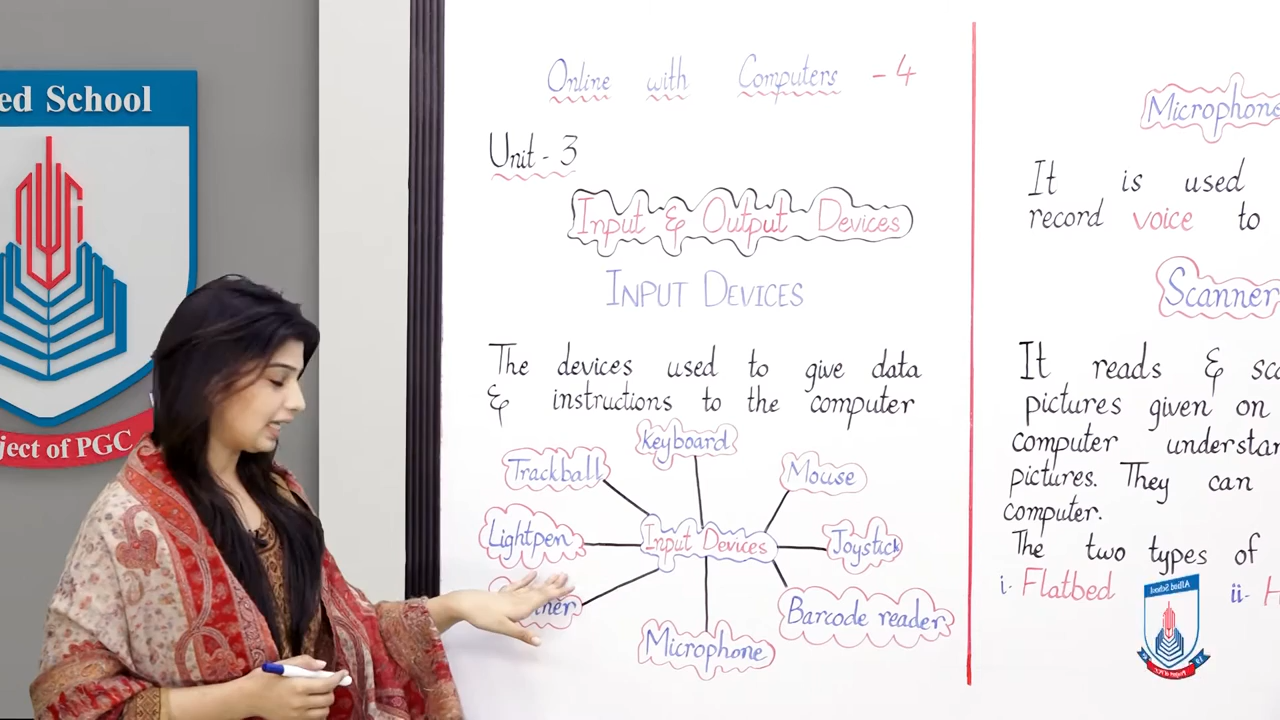 ed School
ject of PGC
Online with Computers - 4
Unit - 3
Input & Output Devices
INPUT DEVICES
The devices used to give data
& instructions to the computer
keyboard
Trackball
Mouse
Lightpen
Input Devices
Joystick
Barcode reader
Microphone
Microphone
It is used
record voice to
Scanner
It reads &
pictures given on
computer
pictures. They can
computer.
The two types of
i- Flatbed
ii- H